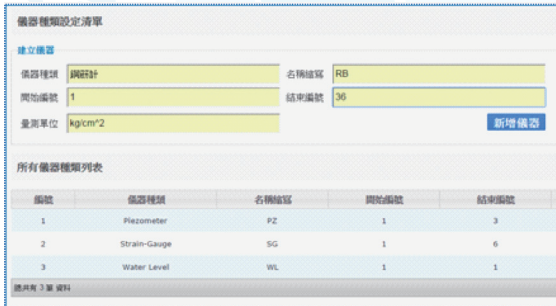 儀器種類設定清單
建立儀器
儀器種類 鋼筋計 名稱縮寫 RB
開始編號 1 結束編號 36
量測單位 kg/cm^2 新增儀器
所有儀器種類列表
編號 儀器種類 名稱縮寫 開始編號 結束編號
1 Piezometer PZ 1 3
2 Strain-Gauge SG 1 6
3 Water Level WL 1 1
總共有 3 筆 資料